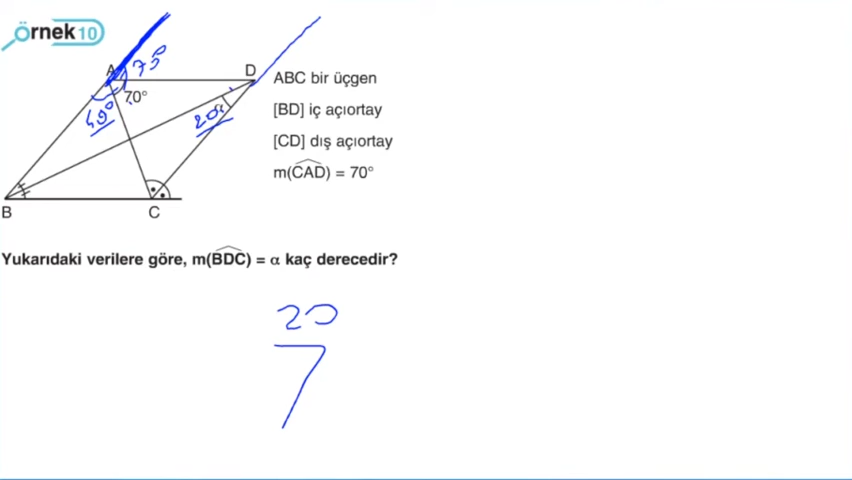 örnek 10
A
75°
D
70°
40°
20
α
B
C
ABC bir üçgen
[BD] iç açıortay
[CD] dış açıortay
m(CAD) = 70°
Yukarıdaki verilere göre, m(BDC) = α kaç derecedir?
20
7